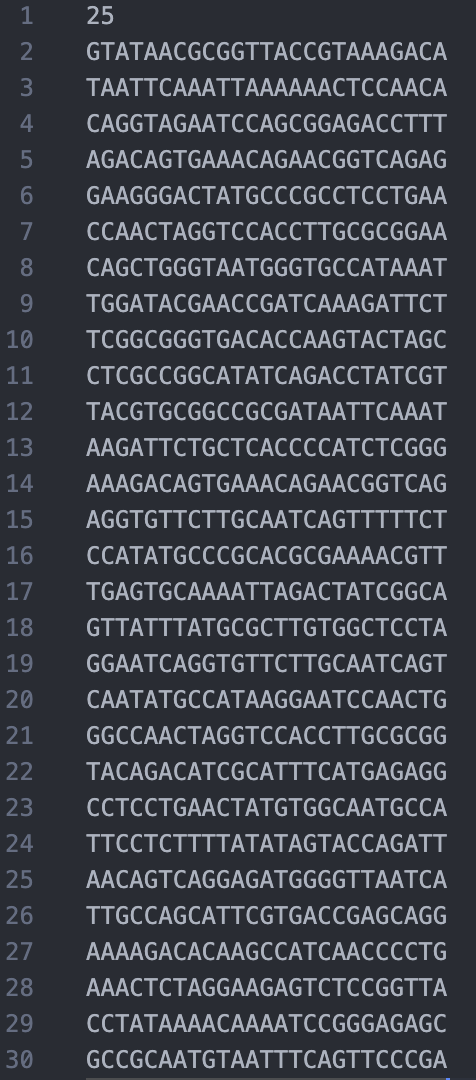 1 25
2 GTATAACGCGGTTACCGTAAAGACA
3 TAATTCAAATTAAAAAACTCCAACA
4 CAGGTAGAATCCAGCGGAGACCTTT
5 AGACAGTGAAACAGAACGGTCAGAG
6 GAAGGGACTATGCCCGCCTCCTGAA
7 CCAACTAGGTCCACCTTGCGCGGAA
8 CAGCTGGGTAATGGGTGCCATAAAT
9 TGGATACGAACCGATCAAAGATTCT
10 TCGGCGGGTGACACCAAGTACTAGC
11 CTCGCCGGCATATCAGACCTATCGT
12 TACGTGCGGCCGCGATAATTCAAAT
13 AAGATTCTGCTCACCCCATCTCGGG
14 AAAGACAGTGAAACAGAACGGTCAG
15 AGGTGTTCTTGCAATCAGTTTTTCT
16 CCATATGCCCGCACGCGAAAACGTT
17 TGAGTGCAAAATTAGACTATCGGCA
18 GTTATTTATGCGCTTGTGGCTCCTA
19 GGAATCAGGTGTTCTTGCAATCAGT
20 CAATATGCCATAAGGAATCCAACTG
21 GGCCAACTAGGTCCACCTTGCGCGG
22 TACAGACATCGCATTTCATGAGAGG
23 CCTCCTGAACTATGTGGCAATGCCA
24 TTCCTCTTTTATATAGTACCAGATT
25 AACAGTCAGGAGATGGGGTTAATCA
26 TTGCCAGCATTCGTGACCGAGCAGG
27 AAAAGACACAAGCCATCAACCCCTG
28 AAACTCTAGGAAGAGTCTCCGGTTA
29 CCTATAAAACAAAATCCGGGAGAGC
30 GCCGCAATGTAATTTCAGTTCCCGA